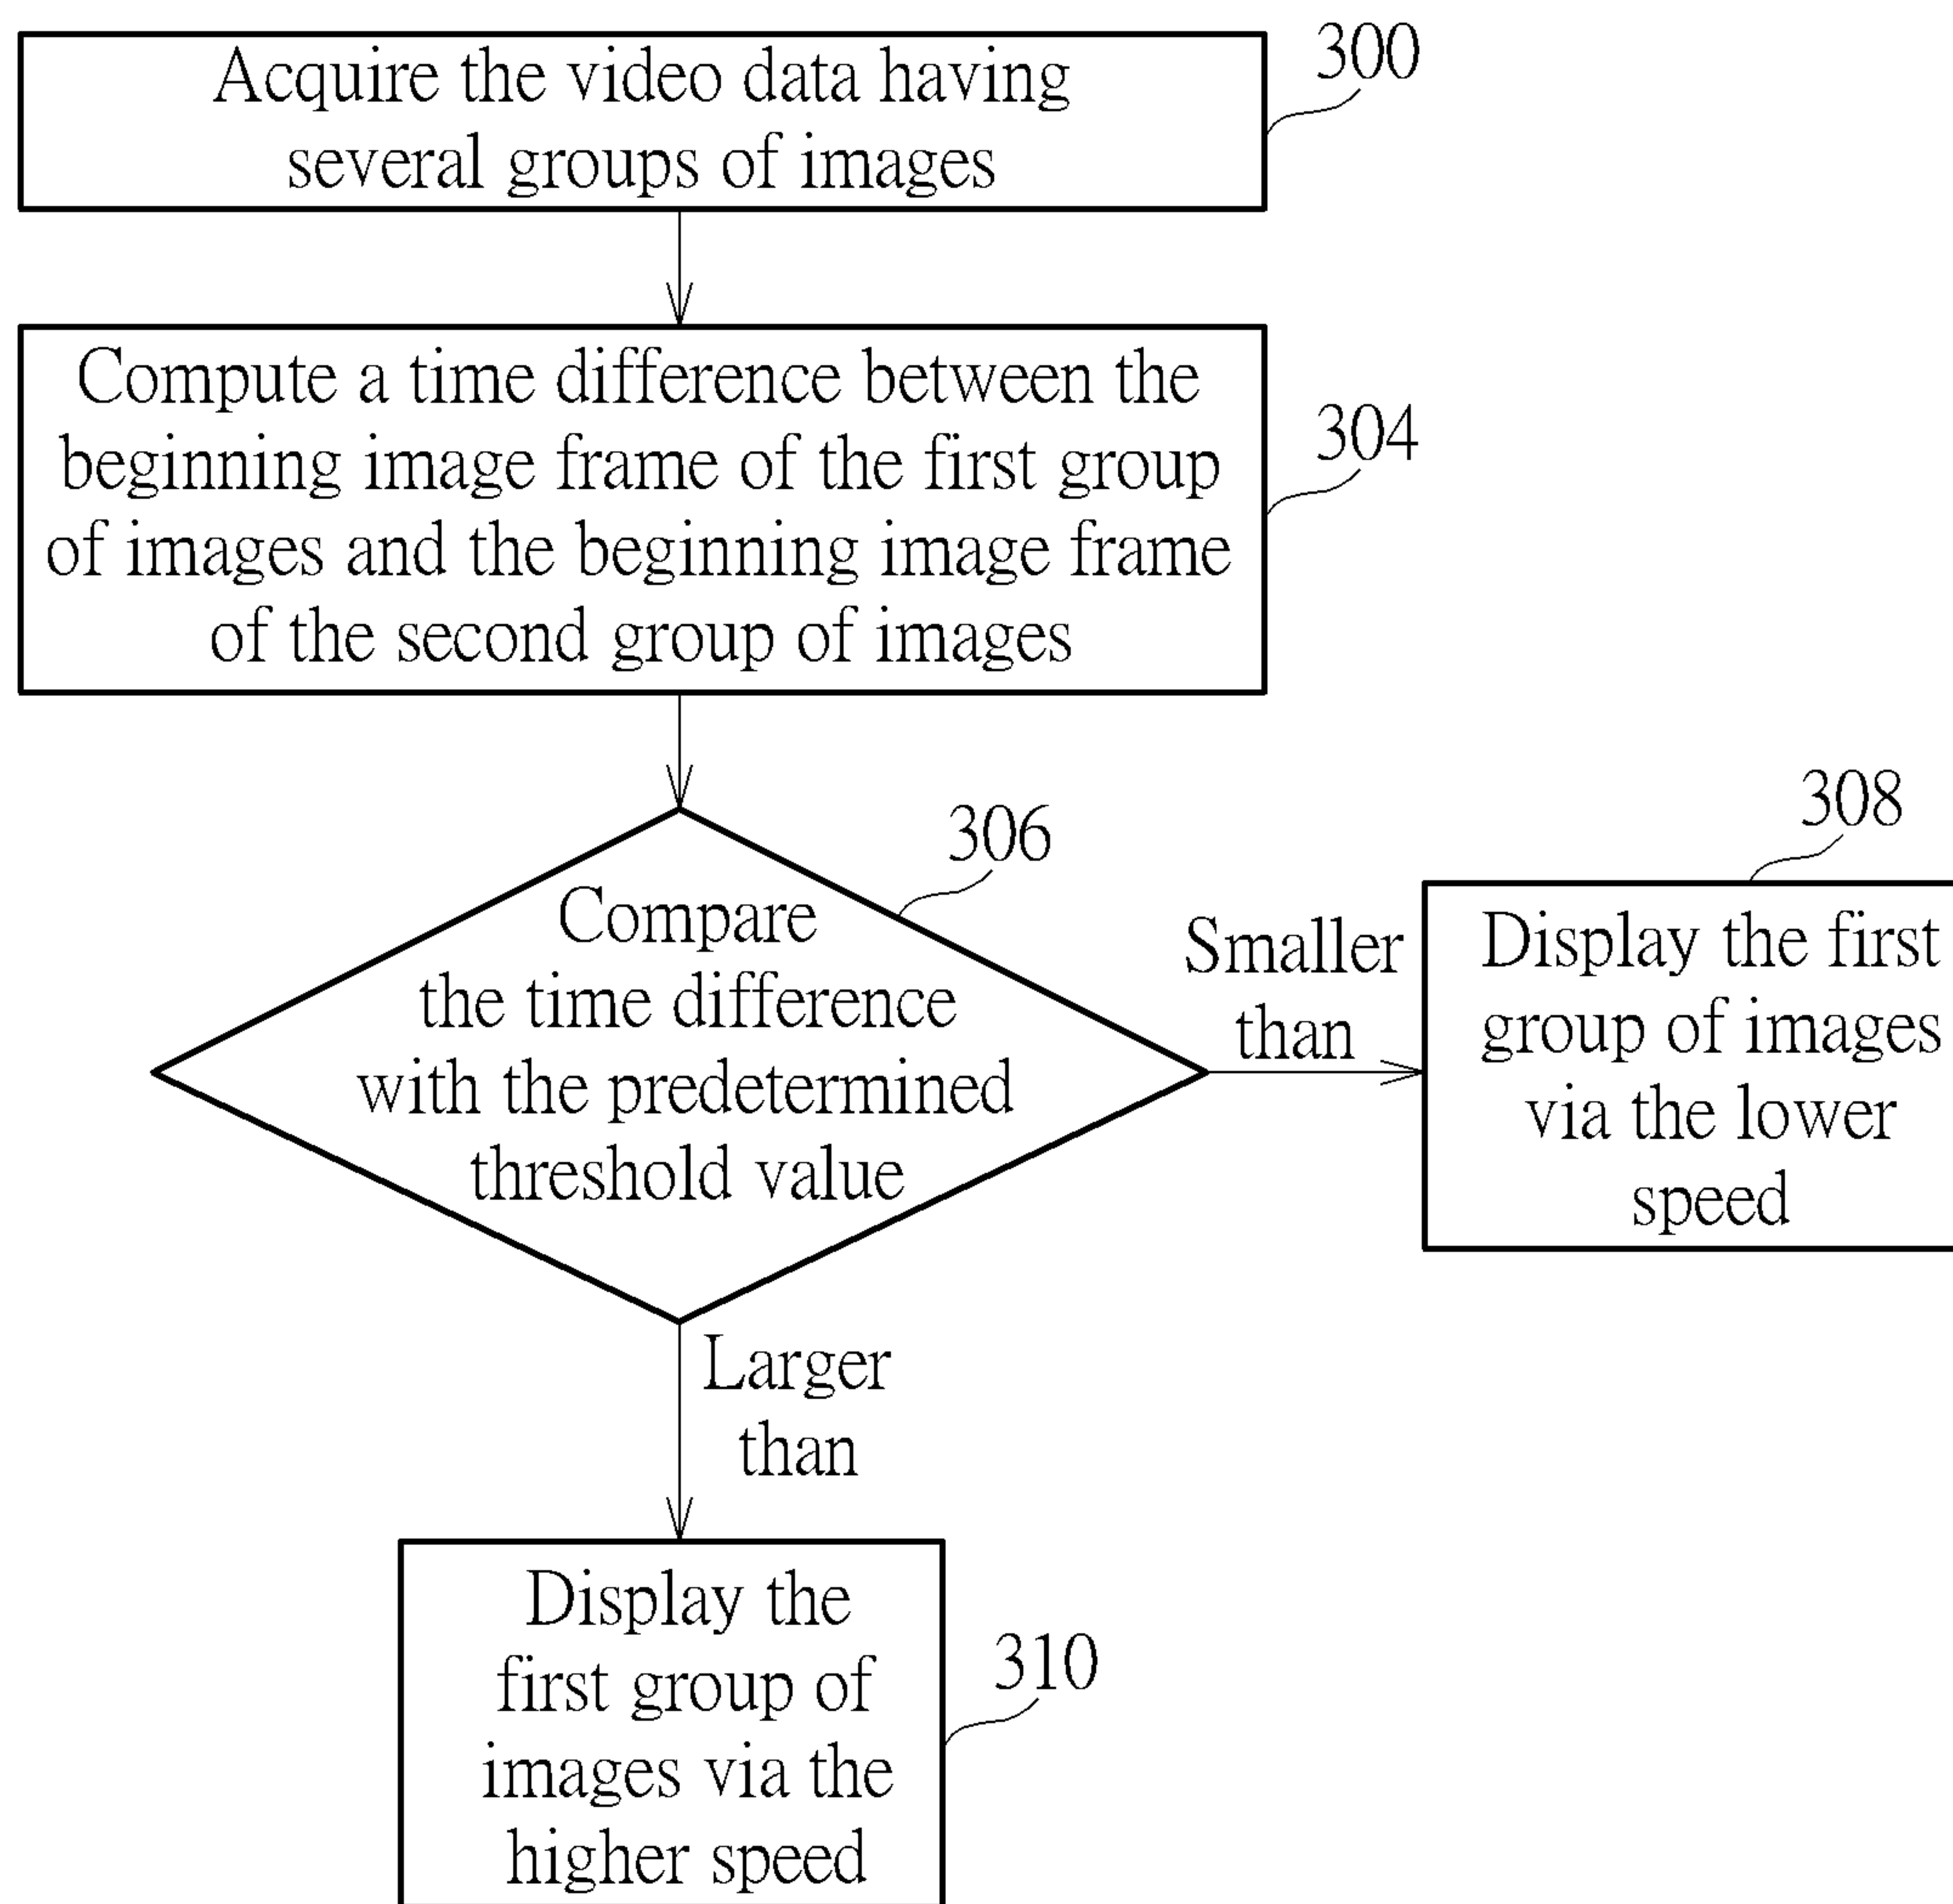 Acquire the video data having
several groups of images
300
Compute a time difference between the
beginning image frame of the first group
of images and the beginning image frame
of the second group of images
304
306
Compare
the time difference
with the predetermined
threshold value
Smaller
than
308
Display the first
group of images
via the lower
speed
Larger
than
Display the
first group of
images via the
higher speed
310